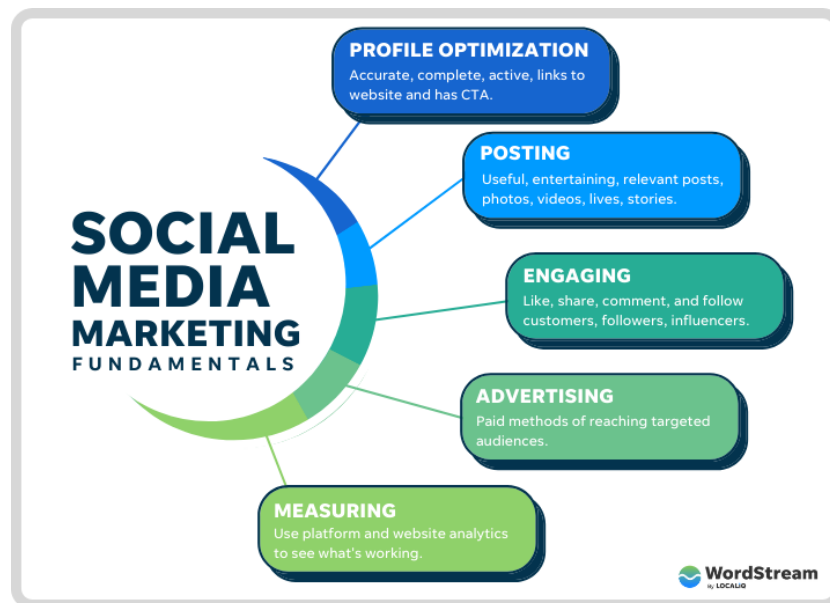 SOCIAL
MEDIA
MARKETING
FUNDAMENTALS
PROFILE OPTIMIZATION
Accurate, complete, active, links to
website and has CTA.
POSTING
Useful, entertaining, relevant posts,
photos, videos, lives, stories.
ENGAGING
Like, share, comment, and follow
customers, followers, influencers.
ADVERTISING
Paid methods of reaching targeted
audiences.
MEASURING
Use platform and website analytics
to see what's working.
WordStream
By LOCALiQ